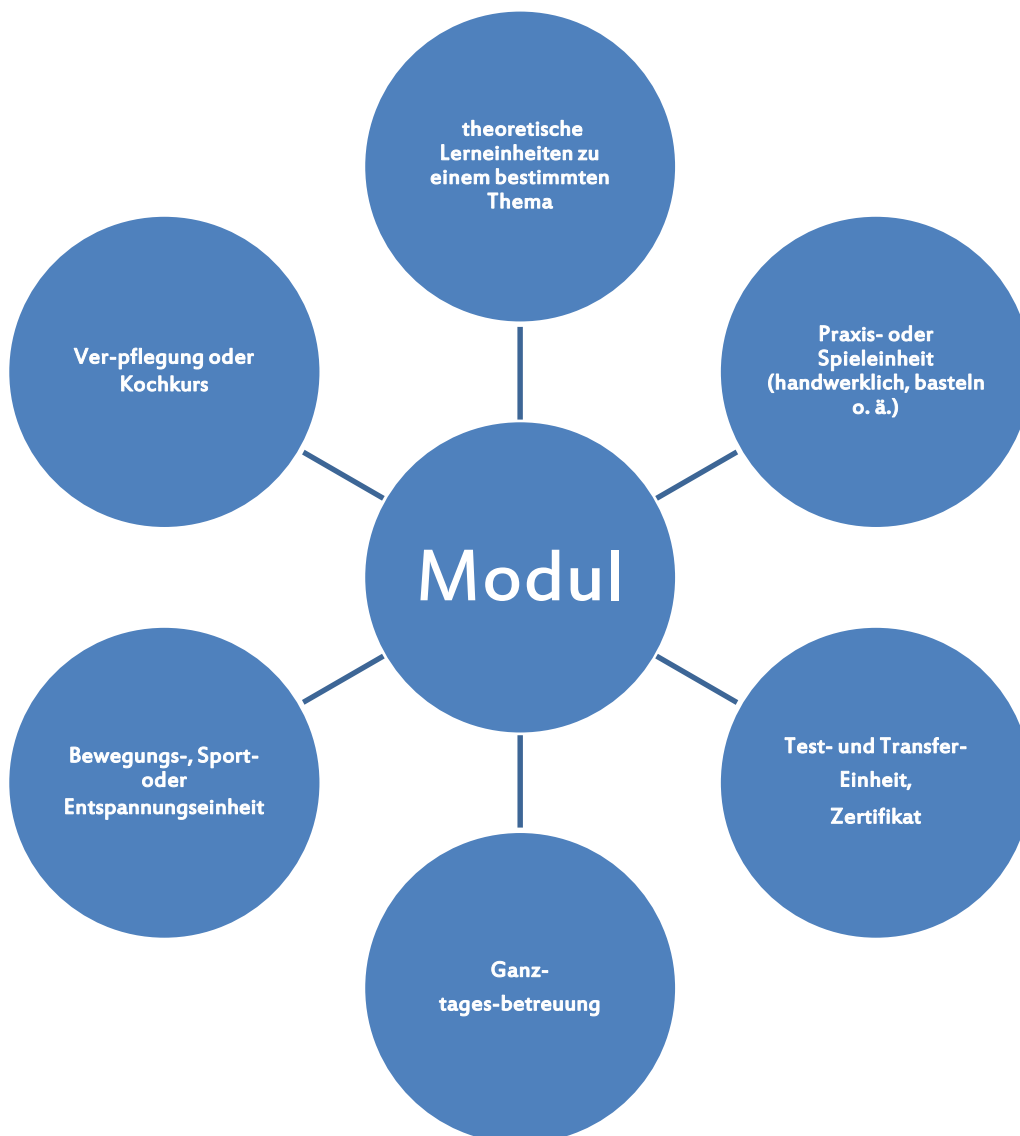 theoretische
Lerneinheiten zu
einem bestimmten
Thema
Praxis- oder
Spieleinheit
(handwerklich, basteln
o. ä.)
Test- und Transfer-
Einheit,
Zertifikat
Ganz-
tages-betreuung
Bewegungs-, Sport-
oder
Entspannungseinheit
Ver-pflegung oder
Kochkurs
Modul